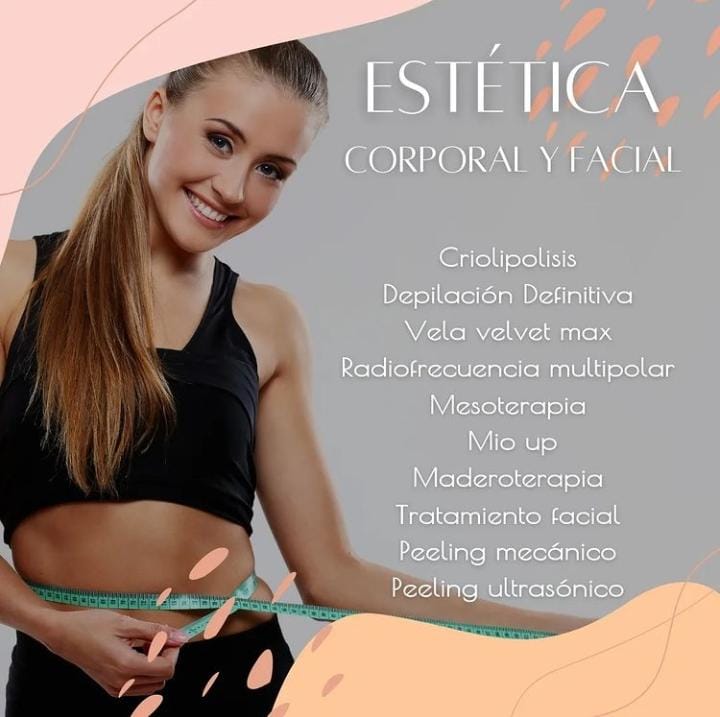 ESTÉTICA
CORPORAL Y FACIAL
Criolipolisis
Depilación Definitiva
Vela velvet max
Radiofrecuencia multipolar
Mesoterapia
Mio up
Maderoterapia
Tratamiento facial
Peeling mecánico
Peeling ultrasónico